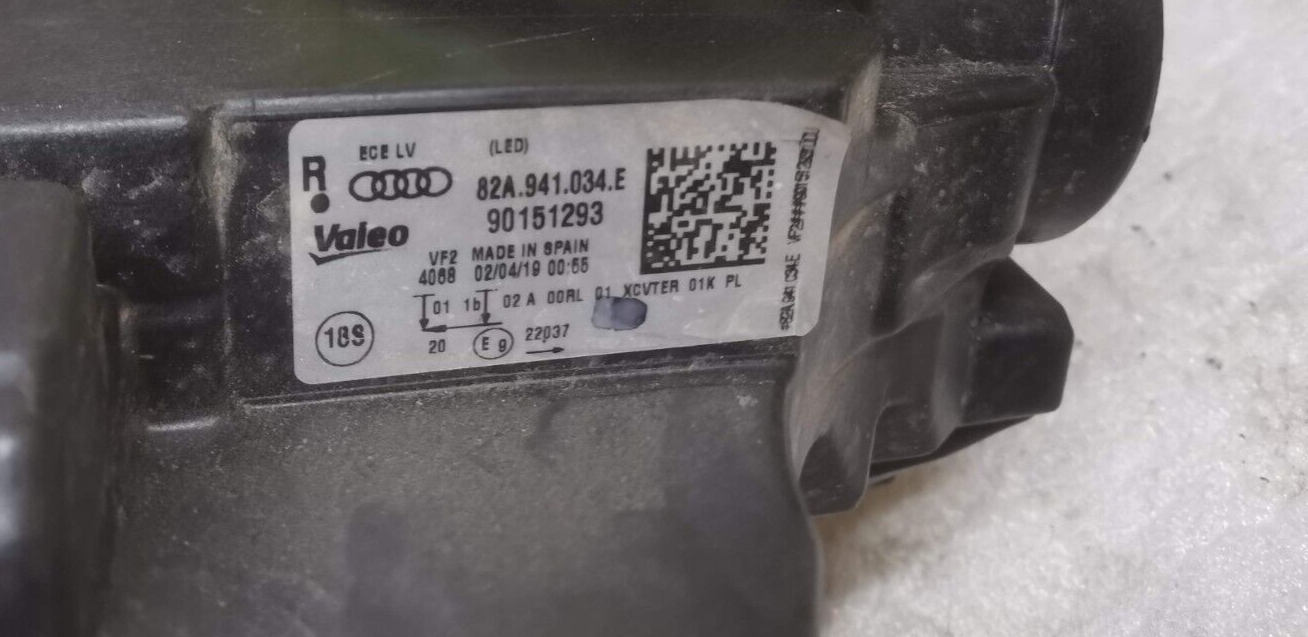 R
ECE LV (LED)
82A.941.034.E
Valeo
90151293
VF2 MADE IN SPAIN
4068 02/04/19 00:55
01 1b 02 A 00RL 01 XCVTER 01K PL
18S
20 E 9 22037